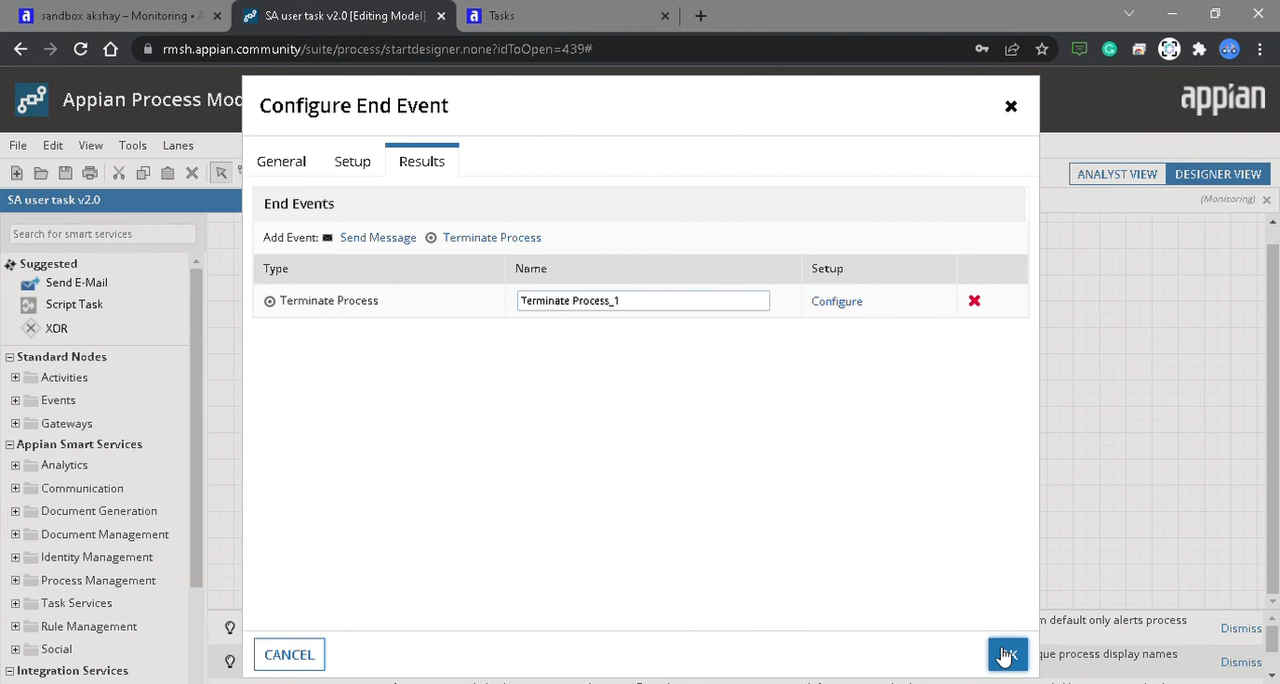 sandbox akshay – Monitoring •
SA user task v2.0 [Editing Model]
Tasks
rmsh.appian.community/suite/process/startdesigner.none?idToOpen=439#
Appian Process Mod
appian
Configure End Event
File Edit View Tools Lanes
General Setup Results
ANALYST VIEW DESIGNER VIEW
SA user task v2.0
(Monitoring)
End Events
Search for smart services
Add Event: Send Message Terminate Process
Suggested
Type Name Setup
Send E-Mail
Terminate Process Terminate Process_1 Configure
Script Task
XOR
Standard Nodes
Activities
Events
Gateways
Appian Smart Services
Analytics
Communication
Document Generation
Document Management
Identity Management
Process Management
Task Services
Rule Management
Social
Integration Services
m default only alerts process
Dismiss
CANCEL
que process display names
Dismiss